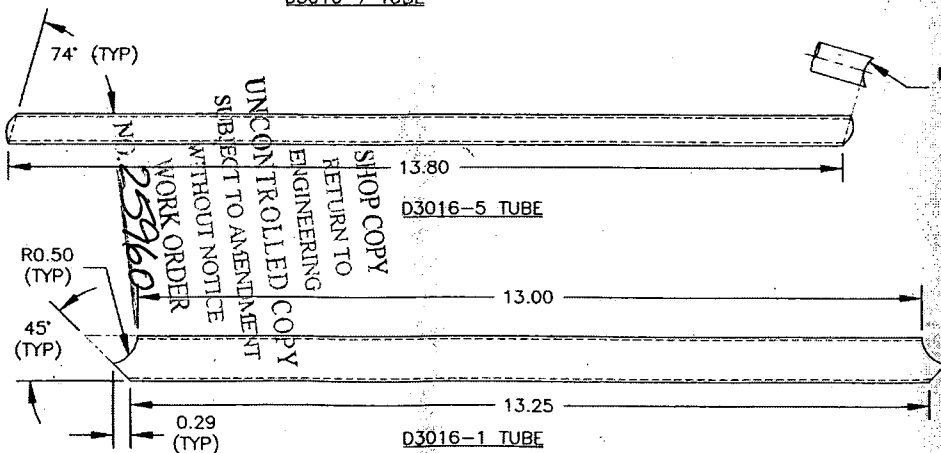 D3016-7 TUBE
74° (TYP)
13.80
D3016-5 TUBE
SHOP COPY
RETURN TO
ENGINEERING
UNCONTROLLED COPY
SUBJECT TO AMENDMENT
WITHOUT NOTICE
WORK ORDER
NO. 25960
R0.50
(TYP)
13.00
45°
(TYP)
13.25
0.29
(TYP)
D3016-1 TUBE